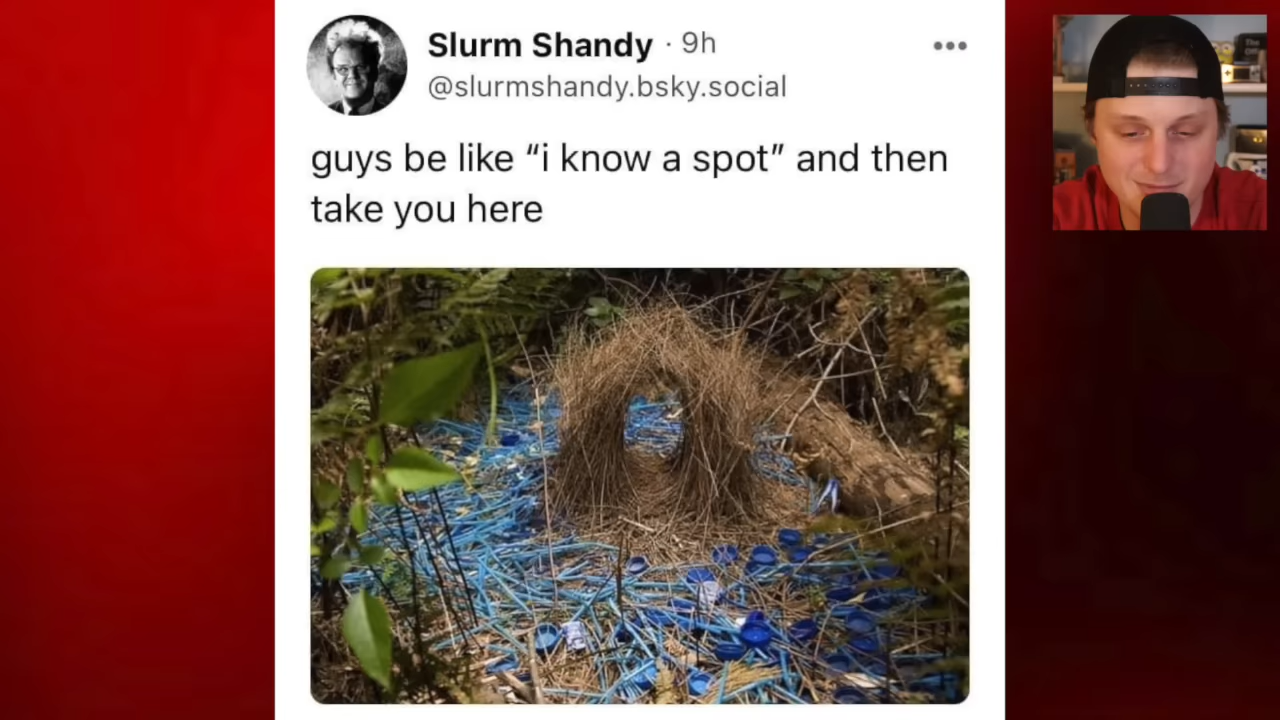 Slurm Shandy · 9h
@slurmshandy.bsky.social
guys be like “i know a spot” and then
take you here